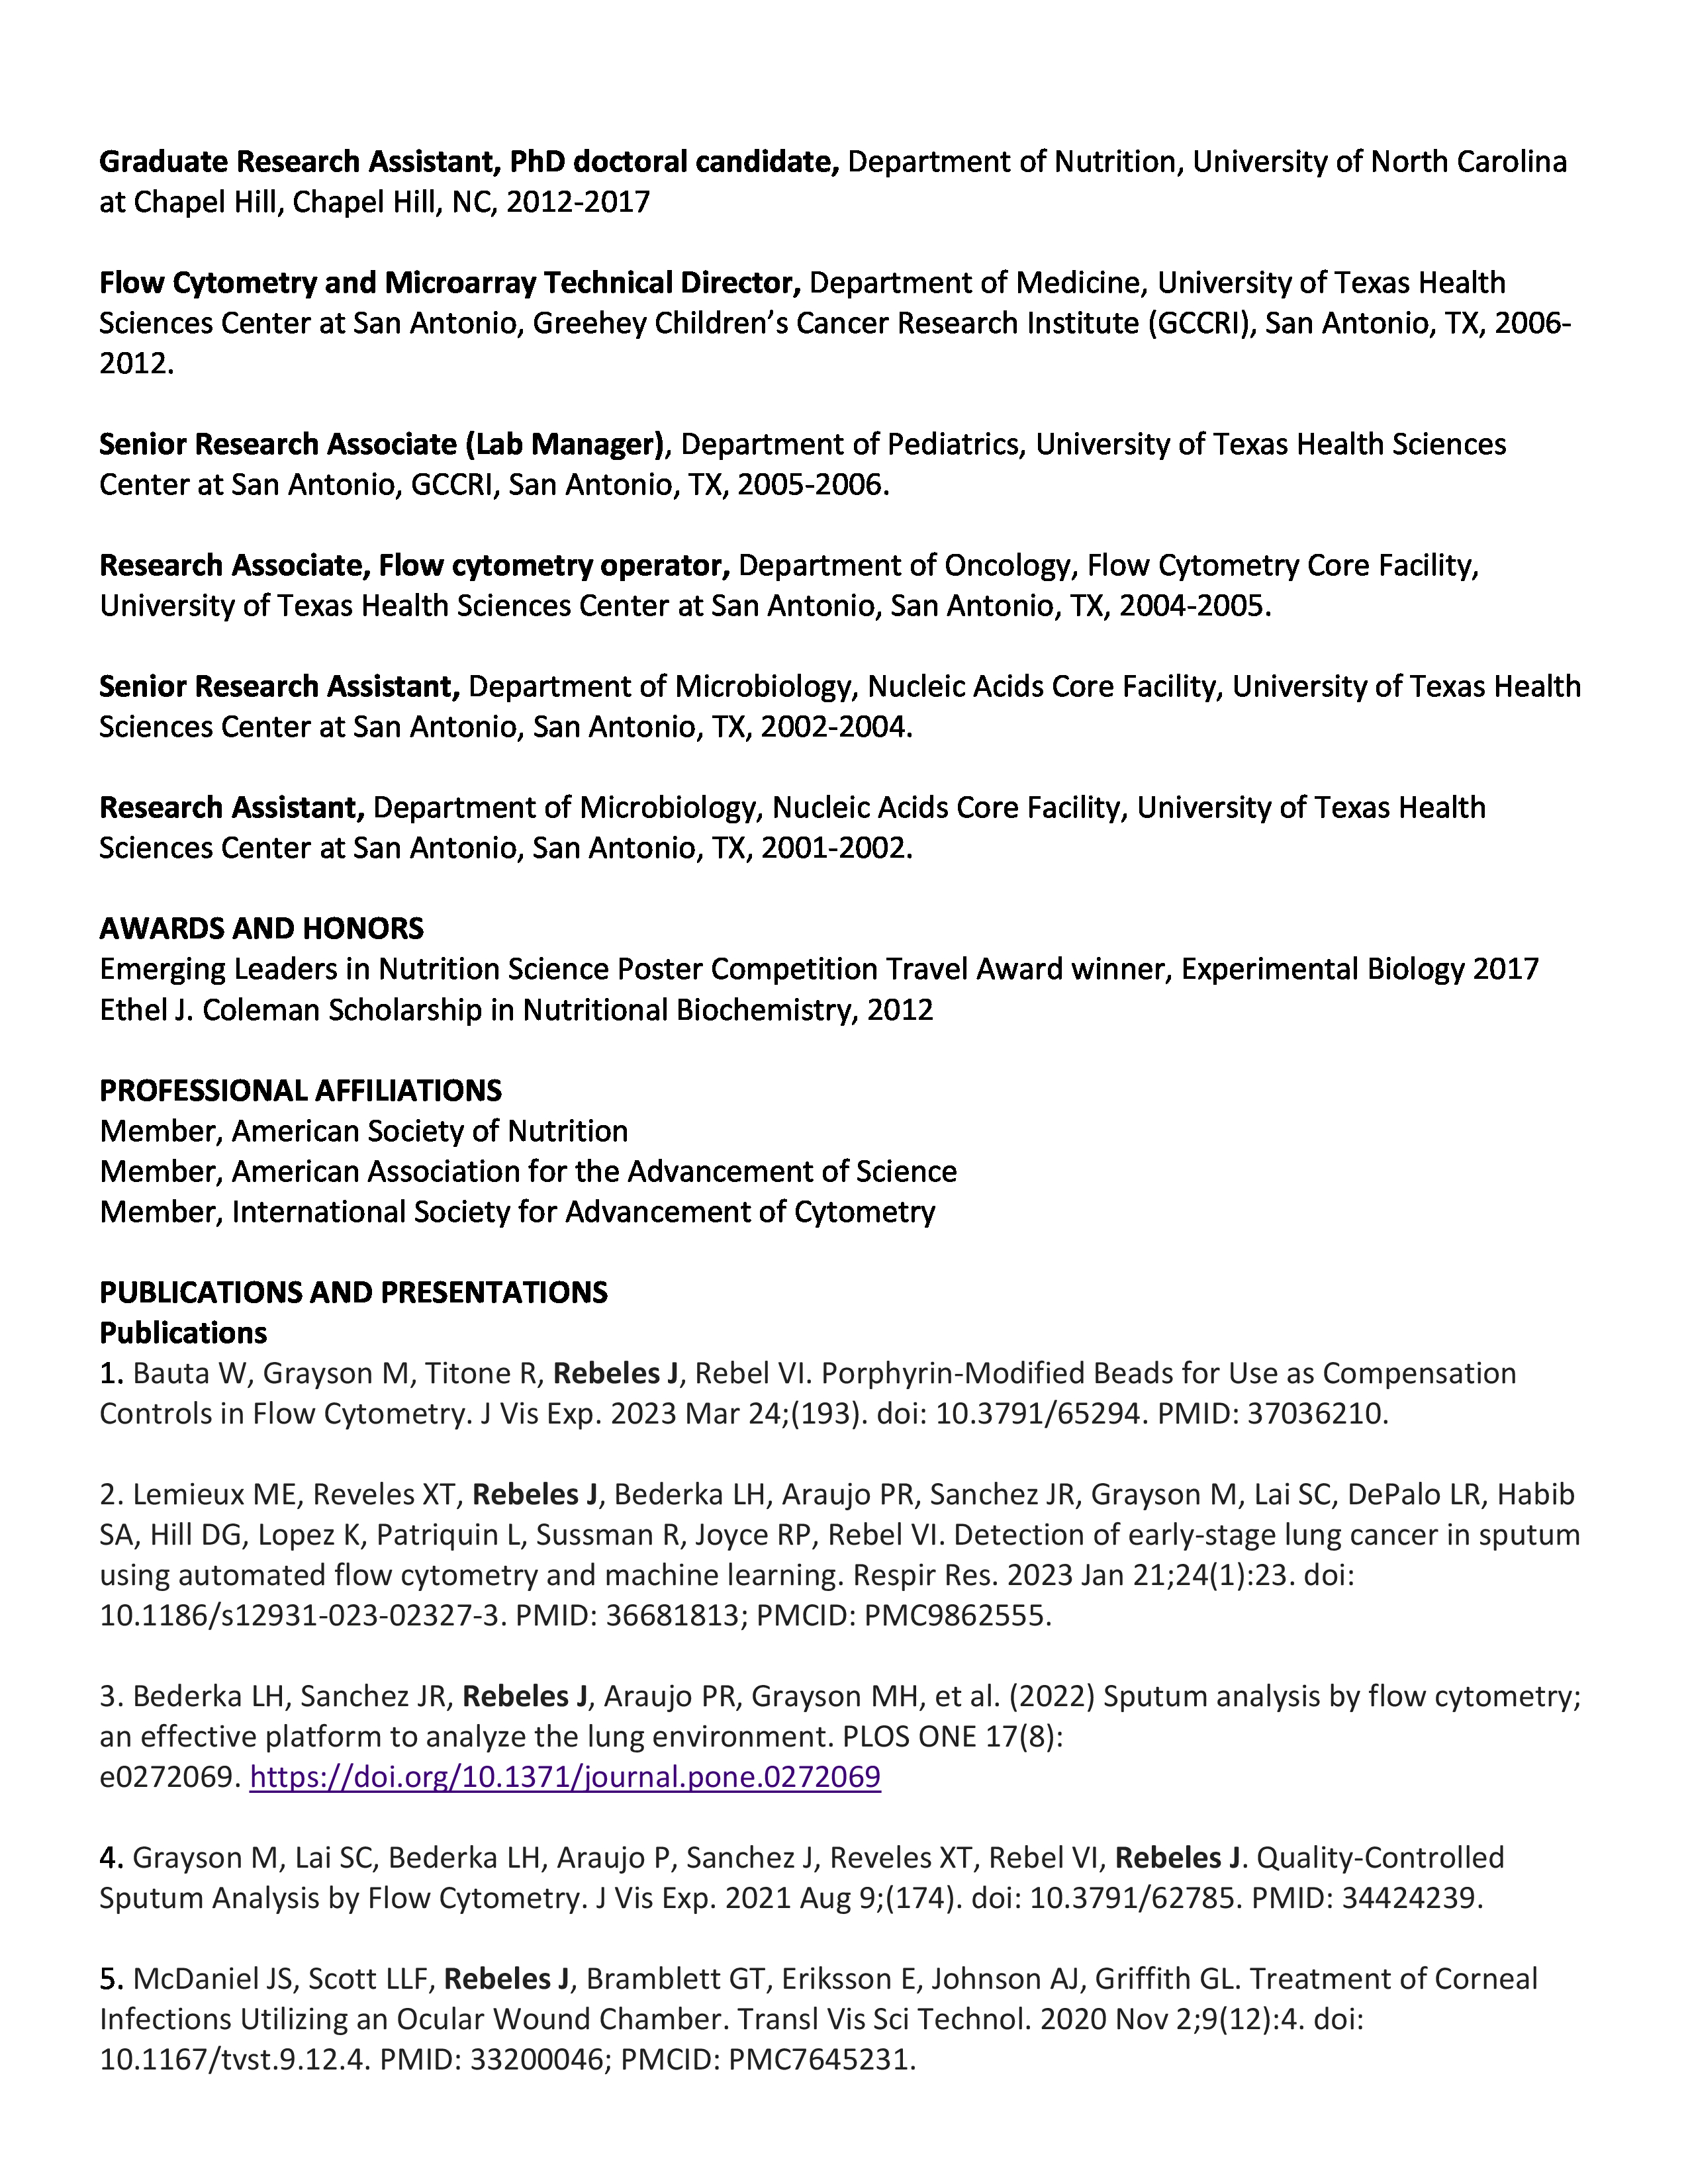 Graduate Research Assistant, PhD doctoral candidate, Department of Nutrition, University of North Carolina
at Chapel Hill, Chapel Hill, NC, 2012-2017
Flow Cytometry and Microarray Technical Director, Department of Medicine, University of Texas Health
Sciences Center at San Antonio, Greehey Children’s Cancer Research Institute (GCCRI), San Antonio, TX, 2006-
2012.
Senior Research Associate (Lab Manager), Department of Pediatrics, University of Texas Health Sciences
Center at San Antonio, GCCRI, San Antonio, TX, 2005-2006.
Research Associate, Flow cytometry operator, Department of Oncology, Flow Cytometry Core Facility,
University of Texas Health Sciences Center at San Antonio, San Antonio, TX, 2004-2005.
Senior Research Assistant, Department of Microbiology, Nucleic Acids Core Facility, University of Texas Health
Sciences Center at San Antonio, San Antonio, TX, 2002-2004.
Research Assistant, Department of Microbiology, Nucleic Acids Core Facility, University of Texas Health
Sciences Center at San Antonio, San Antonio, TX, 2001-2002.
AWARDS AND HONORS
Emerging Leaders in Nutrition Science Poster Competition Travel Award winner, Experimental Biology 2017
Ethel J. Coleman Scholarship in Nutritional Biochemistry, 2012
PROFESSIONAL AFFILIATIONS
Member, American Society of Nutrition
Member, American Association for the Advancement of Science
Member, International Society for Advancement of Cytometry
PUBLICATIONS AND PRESENTATIONS
Publications
1. Bauta W, Grayson M, Titone R, Rebeles J, Rebel VI. Porphyrin-Modified Beads for Use as Compensation
Controls in Flow Cytometry. J Vis Exp. 2023 Mar 24;(193). doi: 10.3791/65294. PMID: 37036210.
2. Lemieux ME, Reveles XT, Rebeles J, Bederka LH, Araujo PR, Sanchez JR, Grayson M, Lai SC, DePalo LR, Habib
SA, Hill DG, Lopez K, Patriquin L, Sussman R, Joyce RP, Rebel VI. Detection of early-stage lung cancer in sputum
using automated flow cytometry and machine learning. Respir Res. 2023 Jan 21;24(1):23. doi:
10.1186/s12931-023-02327-3. PMID: 36681813; PMCID: PMC9862555.
3. Bederka LH, Sanchez JR, Rebeles J, Araujo PR, Grayson MH, et al. (2022) Sputum analysis by flow cytometry;
an effective platform to analyze the lung environment. PLOS ONE 17(8):
e0272069. https://doi.org/10.1371/journal.pone.0272069
4. Grayson M, Lai SC, Bederka LH, Araujo P, Sanchez J, Reveles XT, Rebel VI, Rebeles J. Quality-Controlled
Sputum Analysis by Flow Cytometry. J Vis Exp. 2021 Aug 9;(174). doi: 10.3791/62785. PMID: 34424239.
5. McDaniel JS, Scott LLF, Rebeles J, Bramblett GT, Eriksson E, Johnson AJ, Griffith GL. Treatment of Corneal
Infections Utilizing an Ocular Wound Chamber. Transl Vis Sci Technol. 2020 Nov 2;9(12):4. doi:
10.1167/tvst.9.12.4. PMID: 33200046; PMCID: PMC7645231.